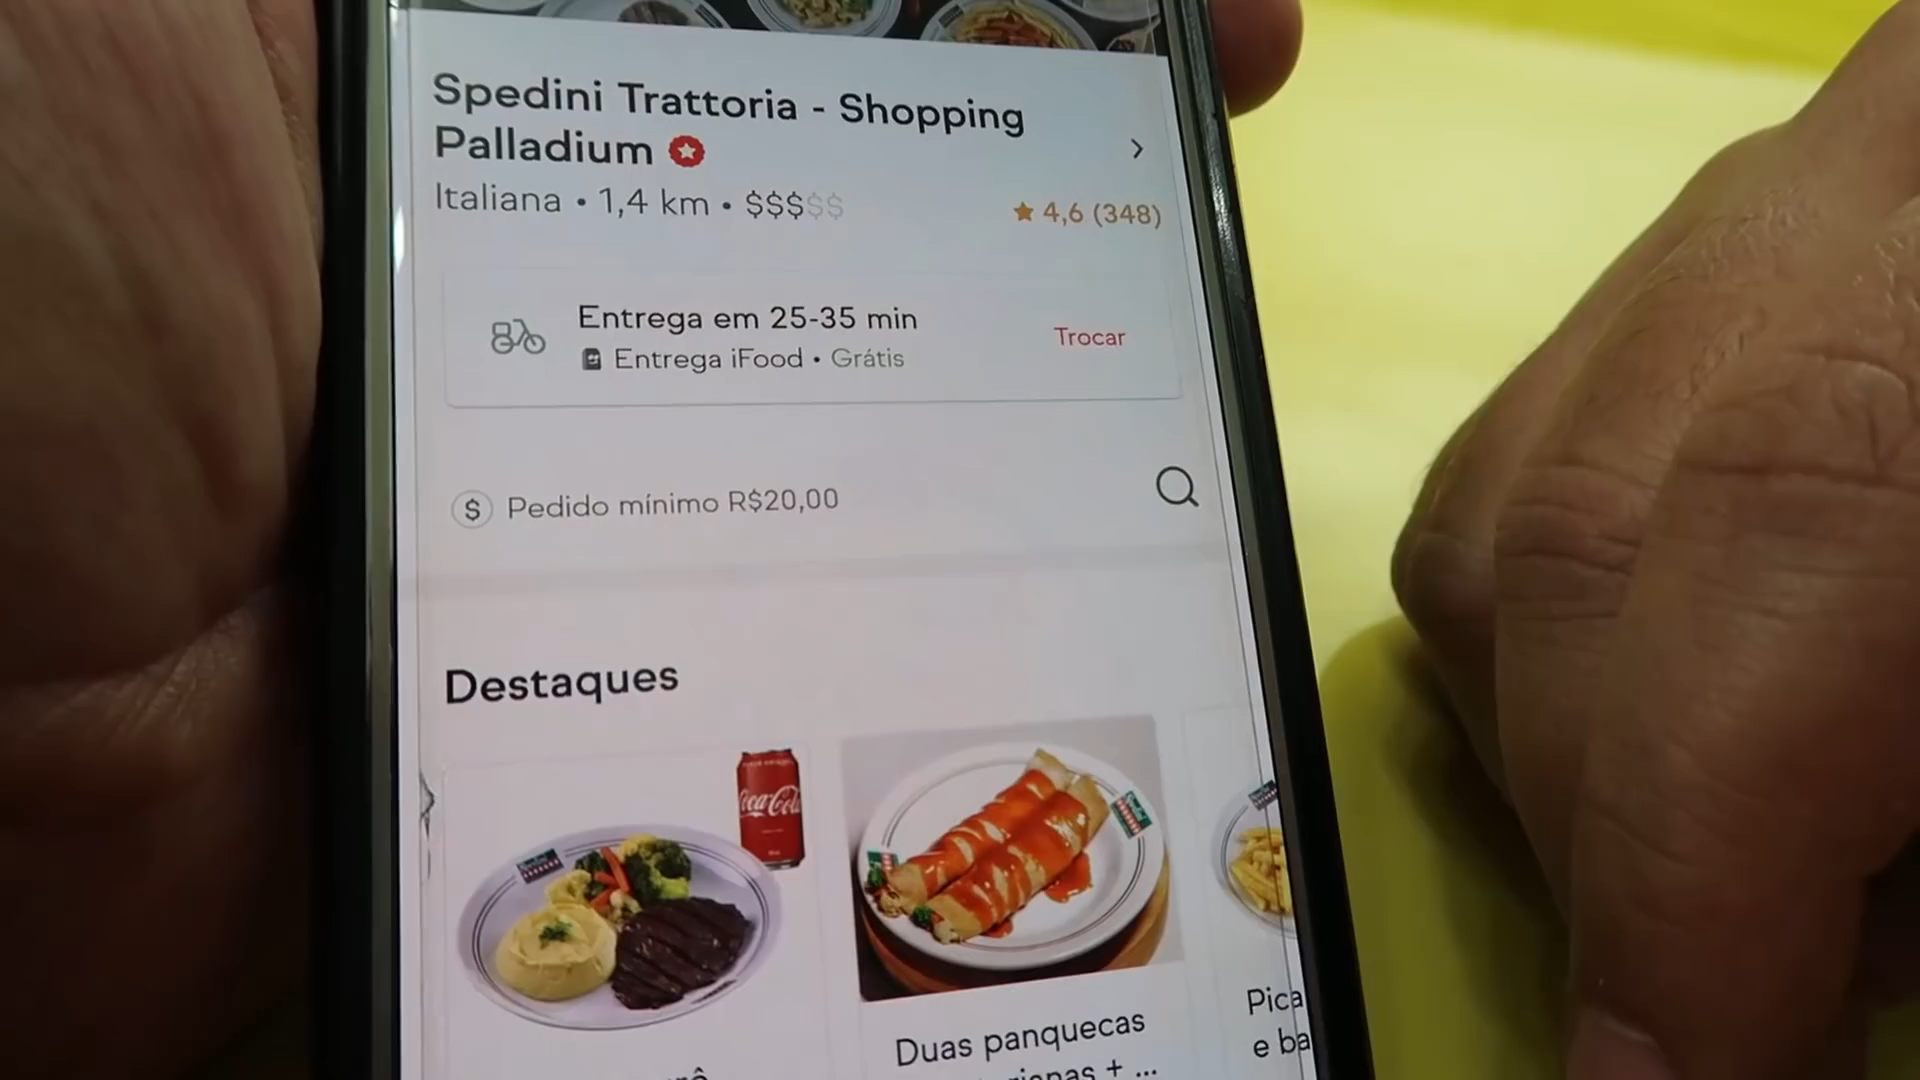 Spedini Trattoria - Shopping
Palladium
Italiana • 1,4 km • $$$$$
4,6 (348)
Entrega em 25-35 min
Entrega iFood • Grátis
Trocar
$ Pedido mínimo R$20,00
Destaques
Coca-Cola
Duas panquecas
+ ...
Pica
e ba